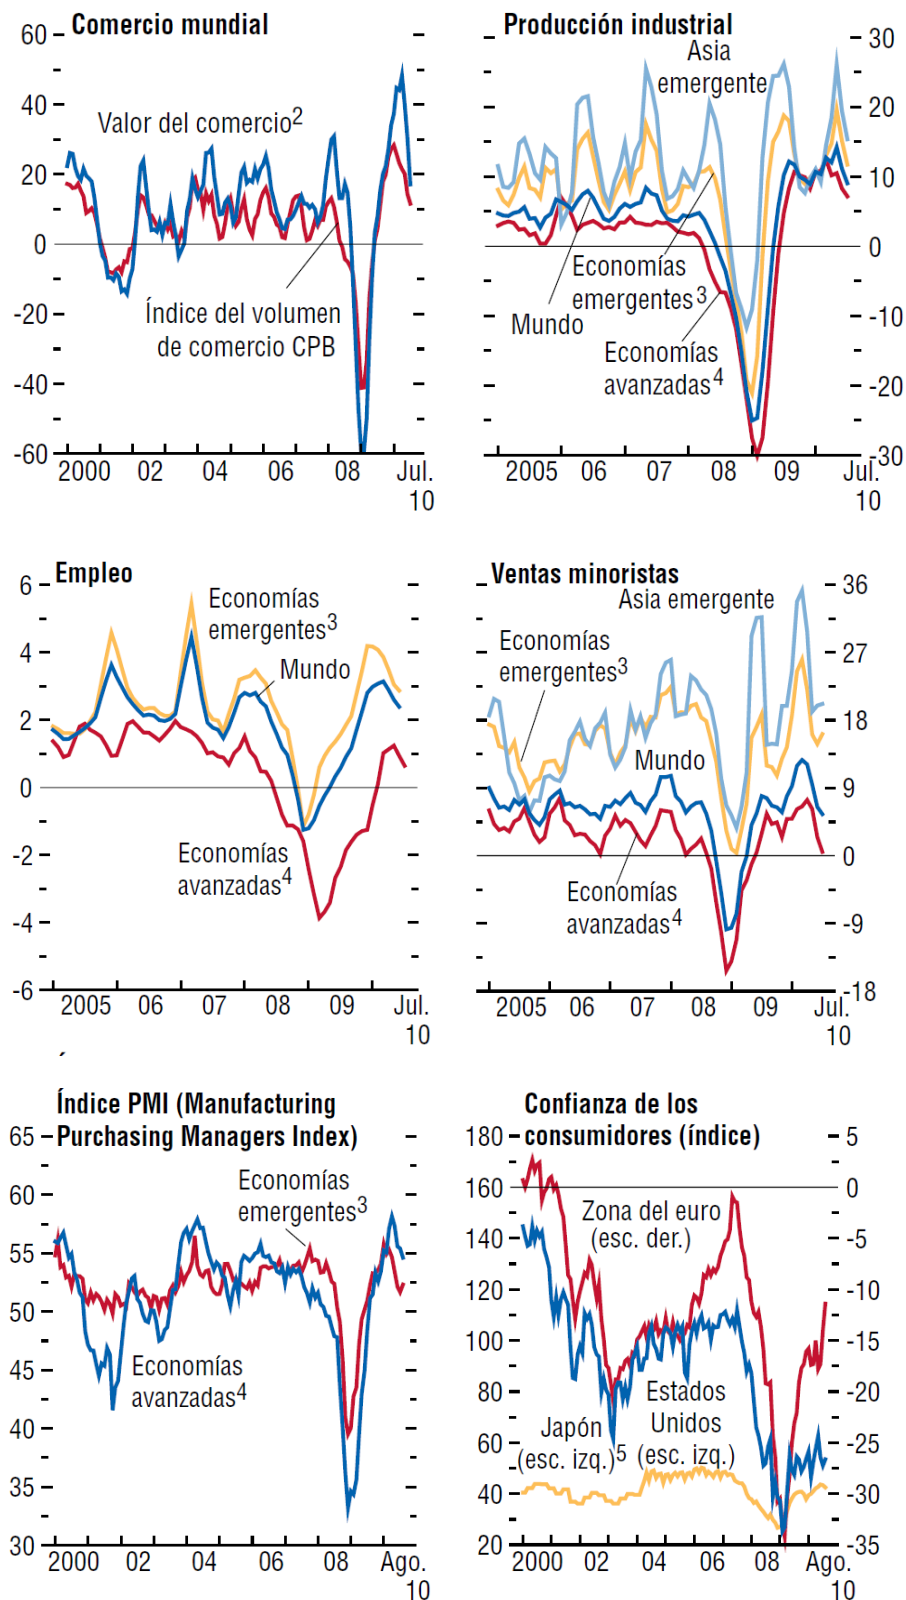 Comercio mundial
60
40
20
0
-20
-40
-60
Valor del comercio2
Índice del volumen
de comercio CPB
2000 02 04 06 08 Jul.
10
Producción industrial
30
20
10
0
-10
-20
-30
Asia
emergente
Economías
emergentes3
Mundo
Economías
avanzadas4
2005 06 07 08 09 Jul.
10
Empleo
6
4
2
0
-2
-4
-6
Economías
emergentes3
Mundo
Economías
avanzadas4
2005 06 07 08 09 Jul.
10
Ventas minoristas
36
27
18
9
0
-9
-18
Asia emergente
Economías
emergentes3
Mundo
Economías
avanzadas4
2005 06 07 08 09 Jul.
10
Índice PMI (Manufacturing
Purchasing Managers Index)
65
60
55
50
45
40
35
30
Economías
emergentes3
Economías
avanzadas4
2000 02 04 06 08 Ago.
10
Confianza de los
consumidores (índice)
180
160
140
120
100
80
60
40
20
5
0
-5
-10
-15
-20
-25
-30
-35
Zona del euro
(esc. der.)
Estados
Unidos
(esc. izq.)
Japón
(esc. izq.)5
2000 02 04 06 08 Ago.
10